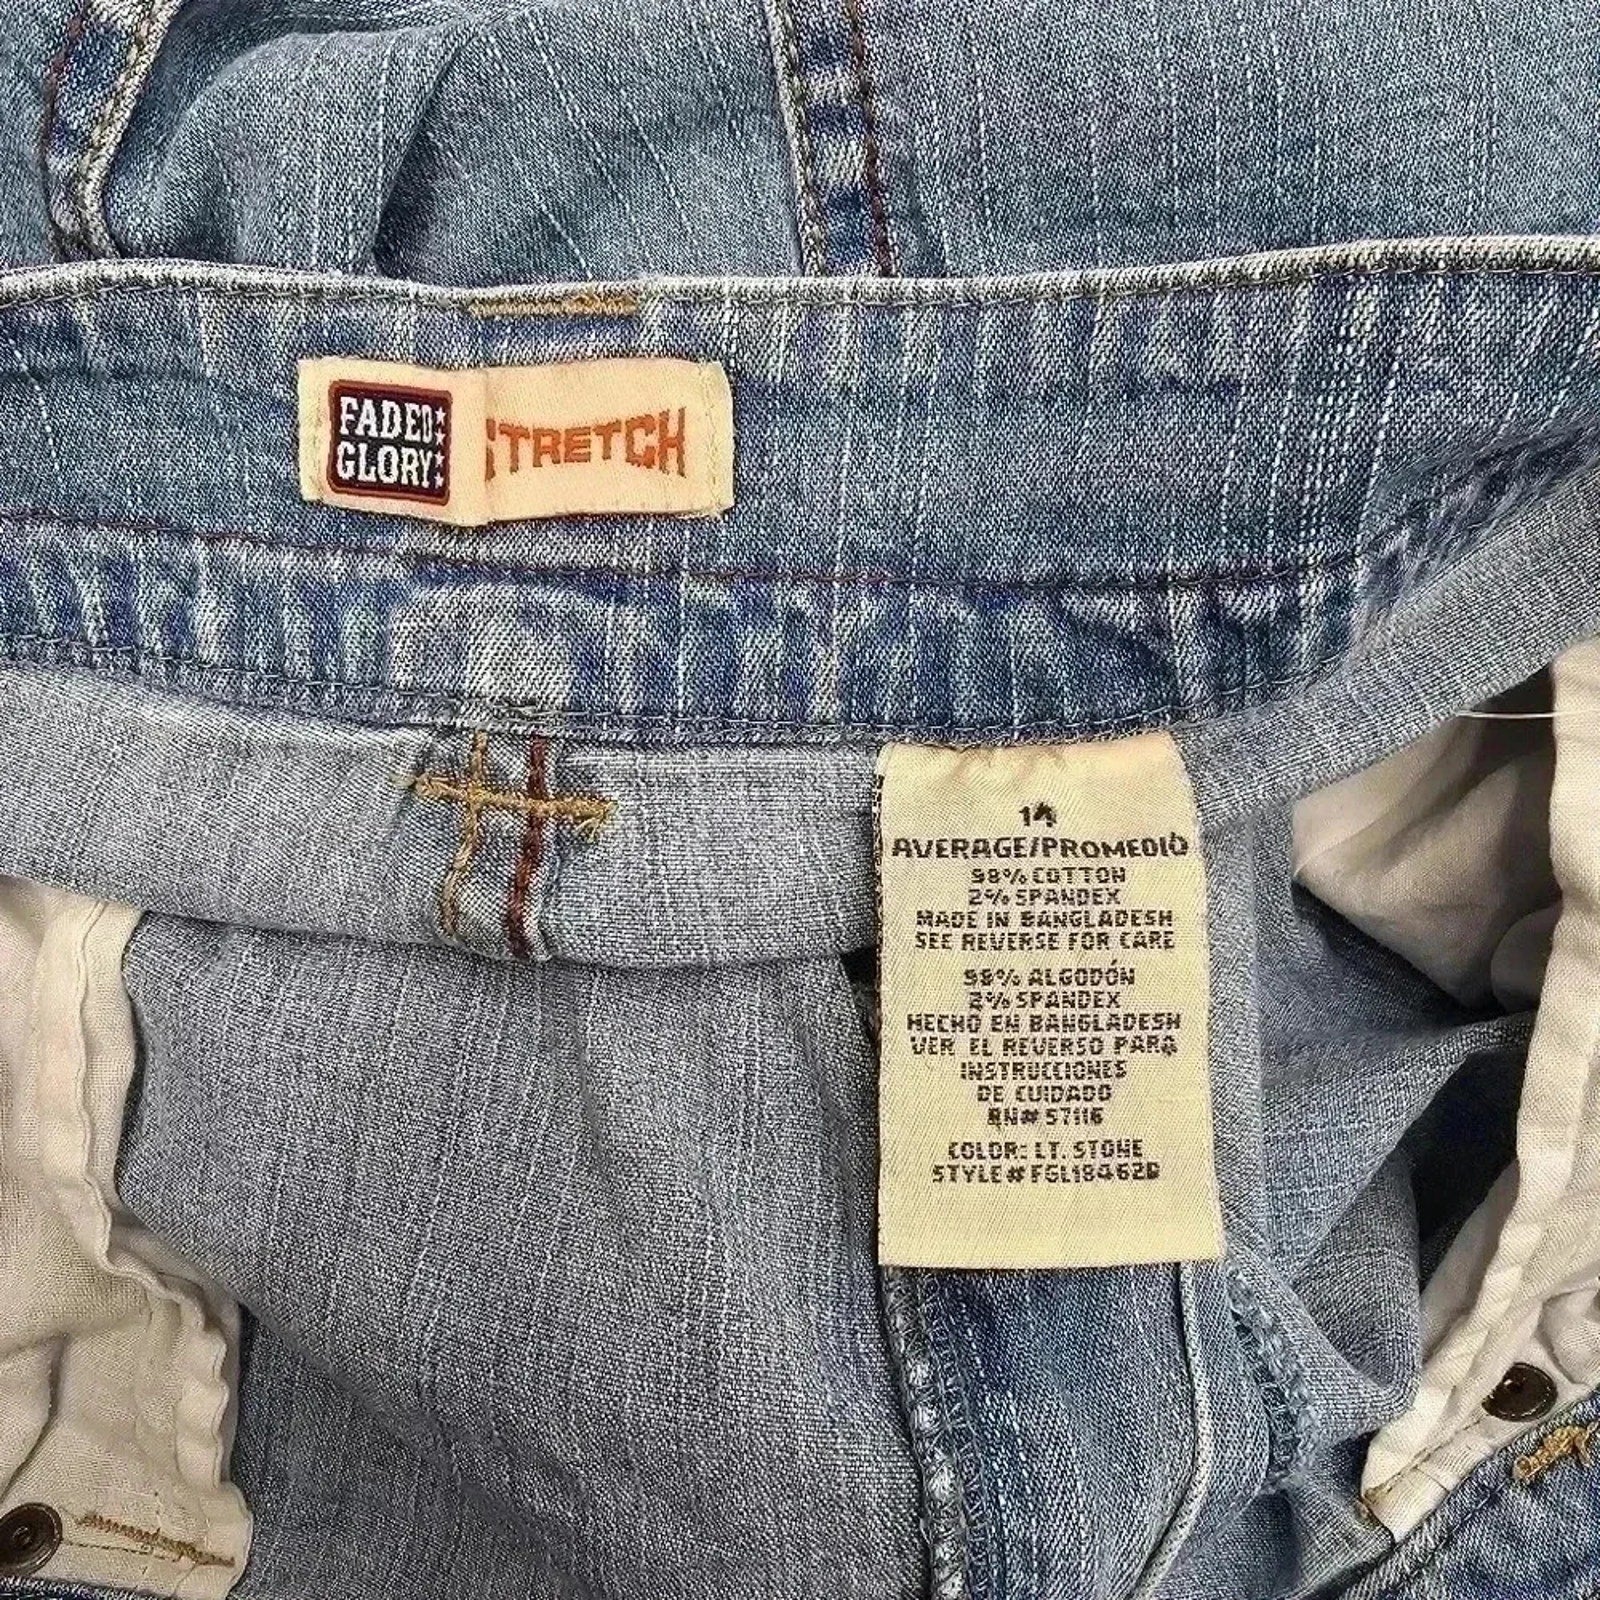 FADED
GLORY
STRETCH
14
AVERAGE/PROMEDIO
98% COTTON
2% SPANDEX
MADE IN BANGLADESH
SEE REVERSE FOR CARE
98% ALGODÓN
2% SPANDEX
HECHO EN BANGLADESH
VER EL REVERSO PARA
INSTRUCCIONES
DE CUIDADO
RN# 57116
COLOR: LT. STONE
STYLE# FGL18462B